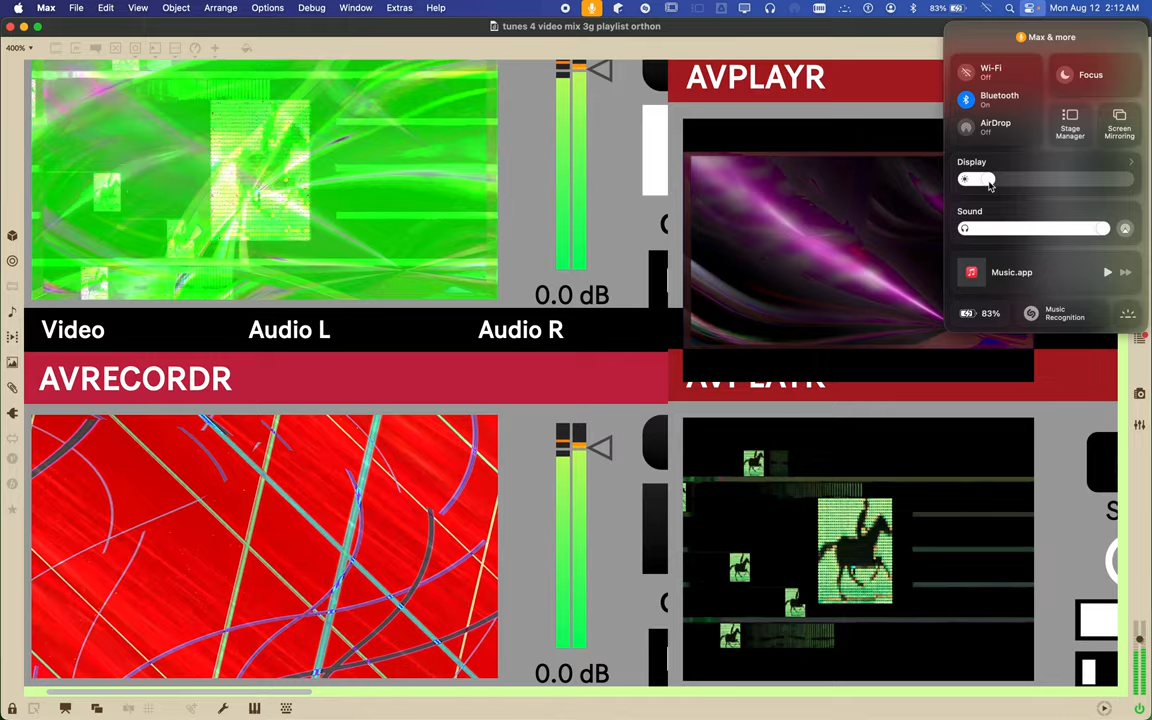 Max File Edit View Object Arrange Options Debug Window Extras Help
83% Mon Aug 12 2:12 AM
tunes 4 video mix 3g playlist orthon
400%
Max & more
Wi-Fi
Off
Focus
Bluetooth
On
AirDrop
Off
Stage
Manager
Screen
Mirroring
Display
Sound
Music.app
83%
Music
Recognition
AVPLAYR
0.0 dB
Video Audio L Audio R
AVRECORDR
AVPLAYR
0.0 dB